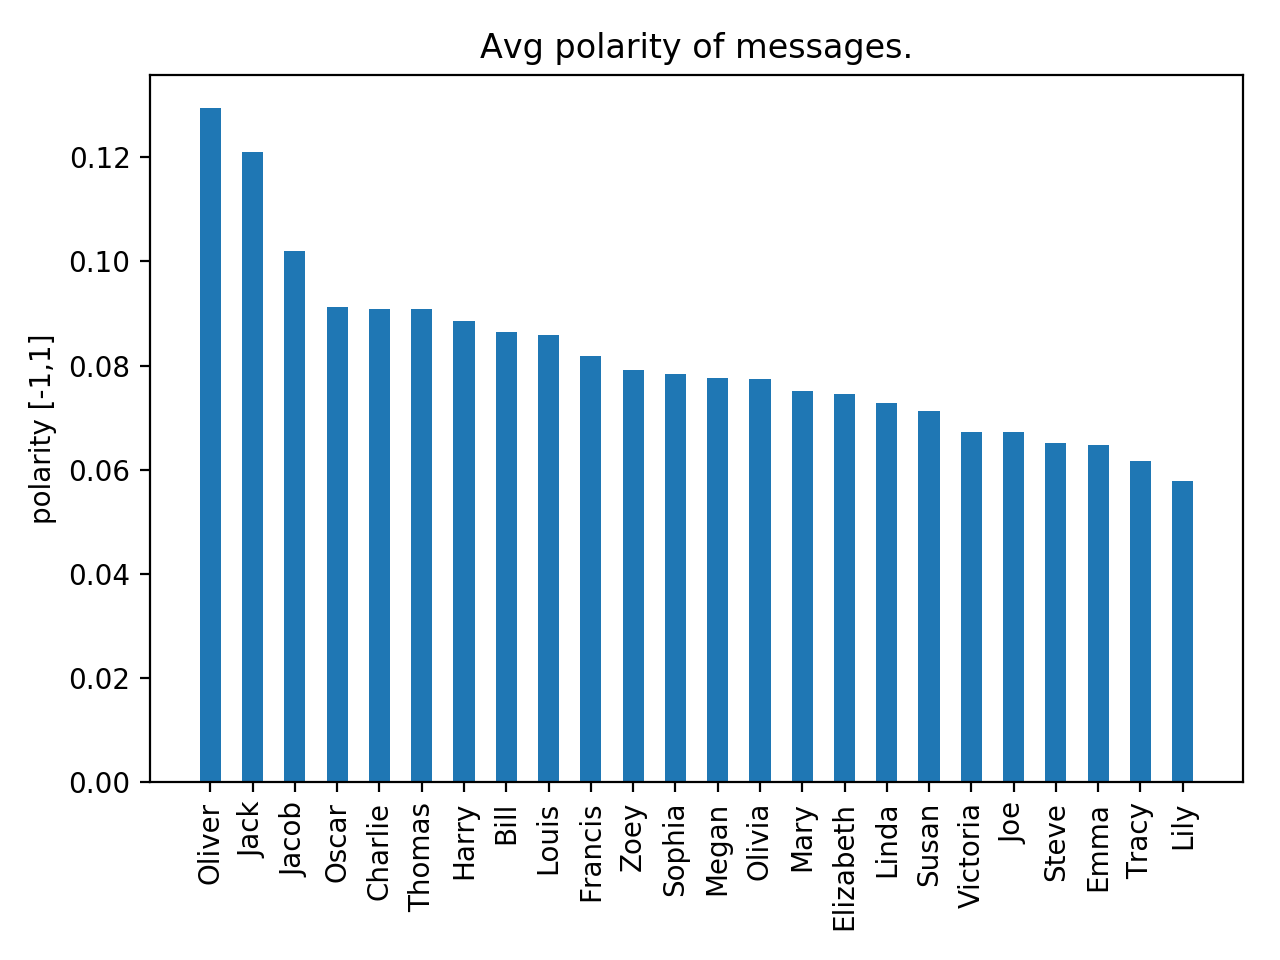 Avg polarity of messages.
polarity [-1,1]
0.12
0.10
0.08
0.06
0.04
0.02
0.00
Oliver
Jack
Jacob
Oscar
Charlie
Thomas
Harry
Bill
Louis
Francis
Zoey
Sophia
Megan
Olivia
Mary
Elizabeth
Linda
Susan
Victoria
Joe
Steve
Emma
Tracy
Lily